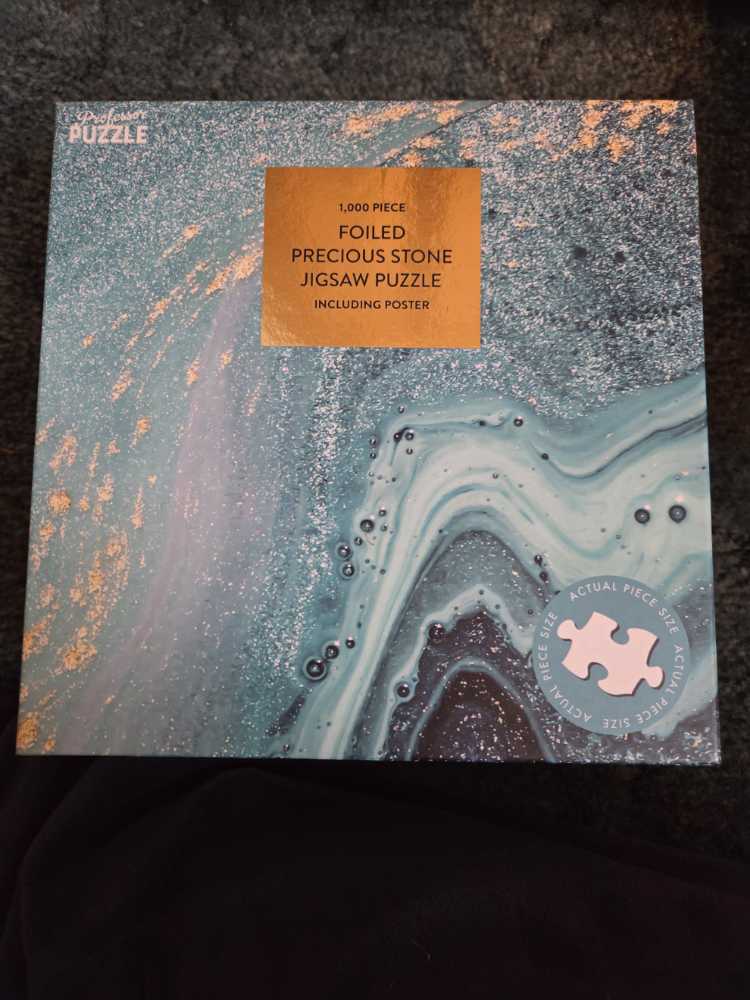 Professor
PUZZLE
1,000 PIECE
FOILED
PRECIOUS STONE
JIGSAW PUZZLE
INCLUDING POSTER
ACTUAL PIECE SIZE
ACTUAL PIECE SIZE
ACTUAL PIECE SIZE